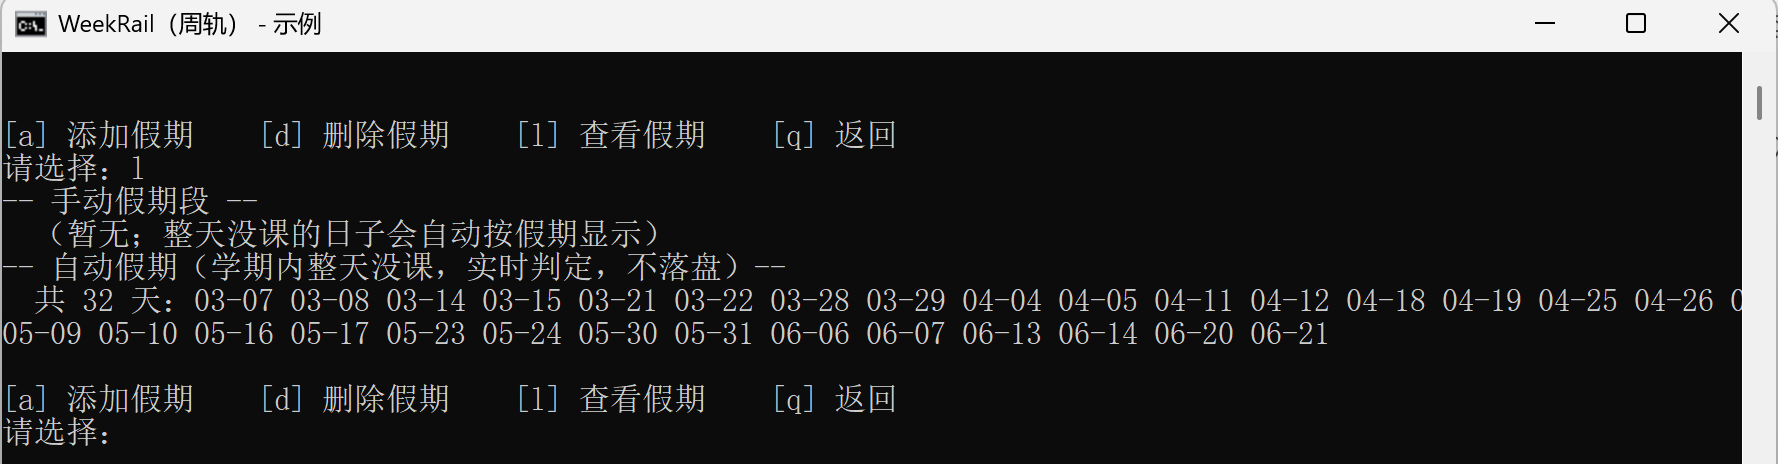 WeekRail（周轨） - 示例
[a] 添加假期    [d] 删除假期    [l] 查看假期    [q] 返回
请选择：l
-- 手动假期段 --
（暂无；整天没课的日子会自动按假期显示）
-- 自动假期（学期内整天没课，实时判定，不落盘）--
共 32 天：03-07 03-08 03-14 03-15 03-21 03-22 03-28 03-29 04-04 04-05 04-11 04-12 04-18 04-19 04-25 04-26
05-09 05-10 05-16 05-17 05-23 05-24 05-30 05-31 06-06 06-07 06-13 06-14 06-20 06-21
[a] 添加假期    [d] 删除假期    [l] 查看假期    [q] 返回
请选择：